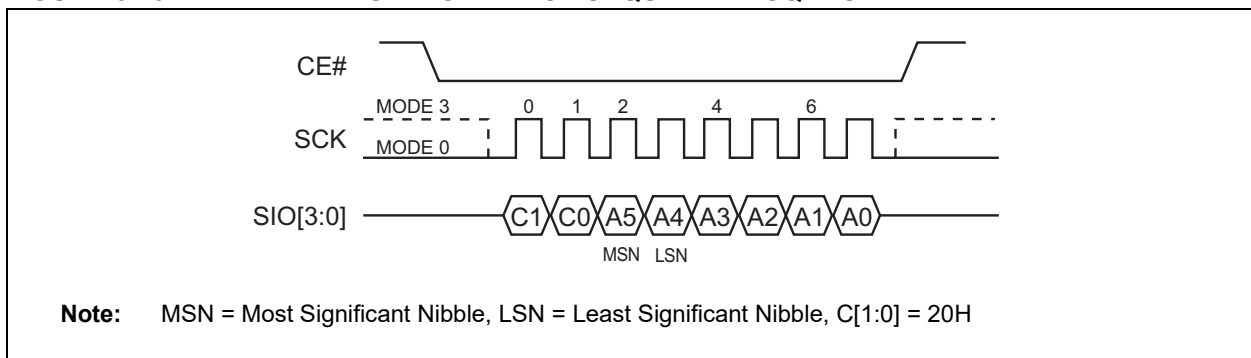 CE#
MODE 3 0 1 2 4 6
SCK
MODE 0
SIO[3:0] C1 C0 A5 A4 A3 A2 A1 A0
MSN LSN
Note: MSN = Most Significant Nibble, LSN = Least Significant Nibble, C[1:0] = 20H